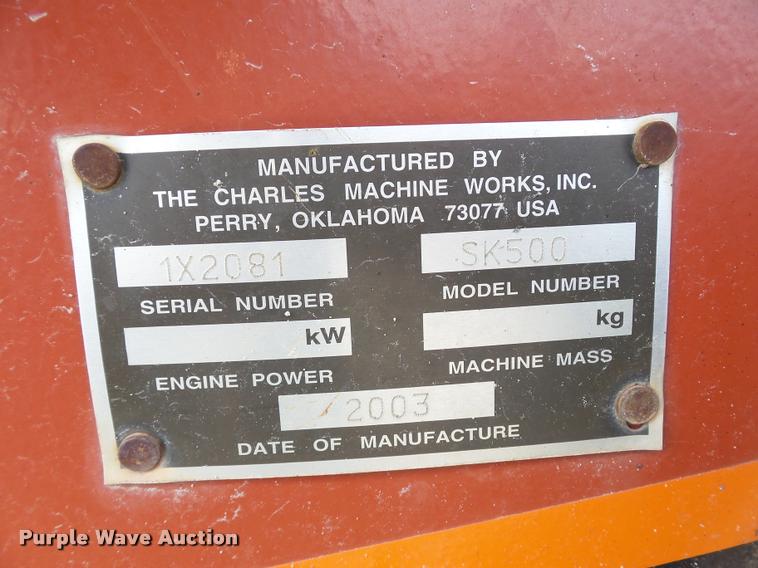 MANUFACTURED BY
THE CHARLES MACHINE WORKS, INC.
PERRY, OKLAHOMA 73077 USA
1X2081 SK500
SERIAL NUMBER MODEL NUMBER
kW kg
ENGINE POWER MACHINE MASS
2003
DATE OF MANUFACTURE
Purple Wave Auction